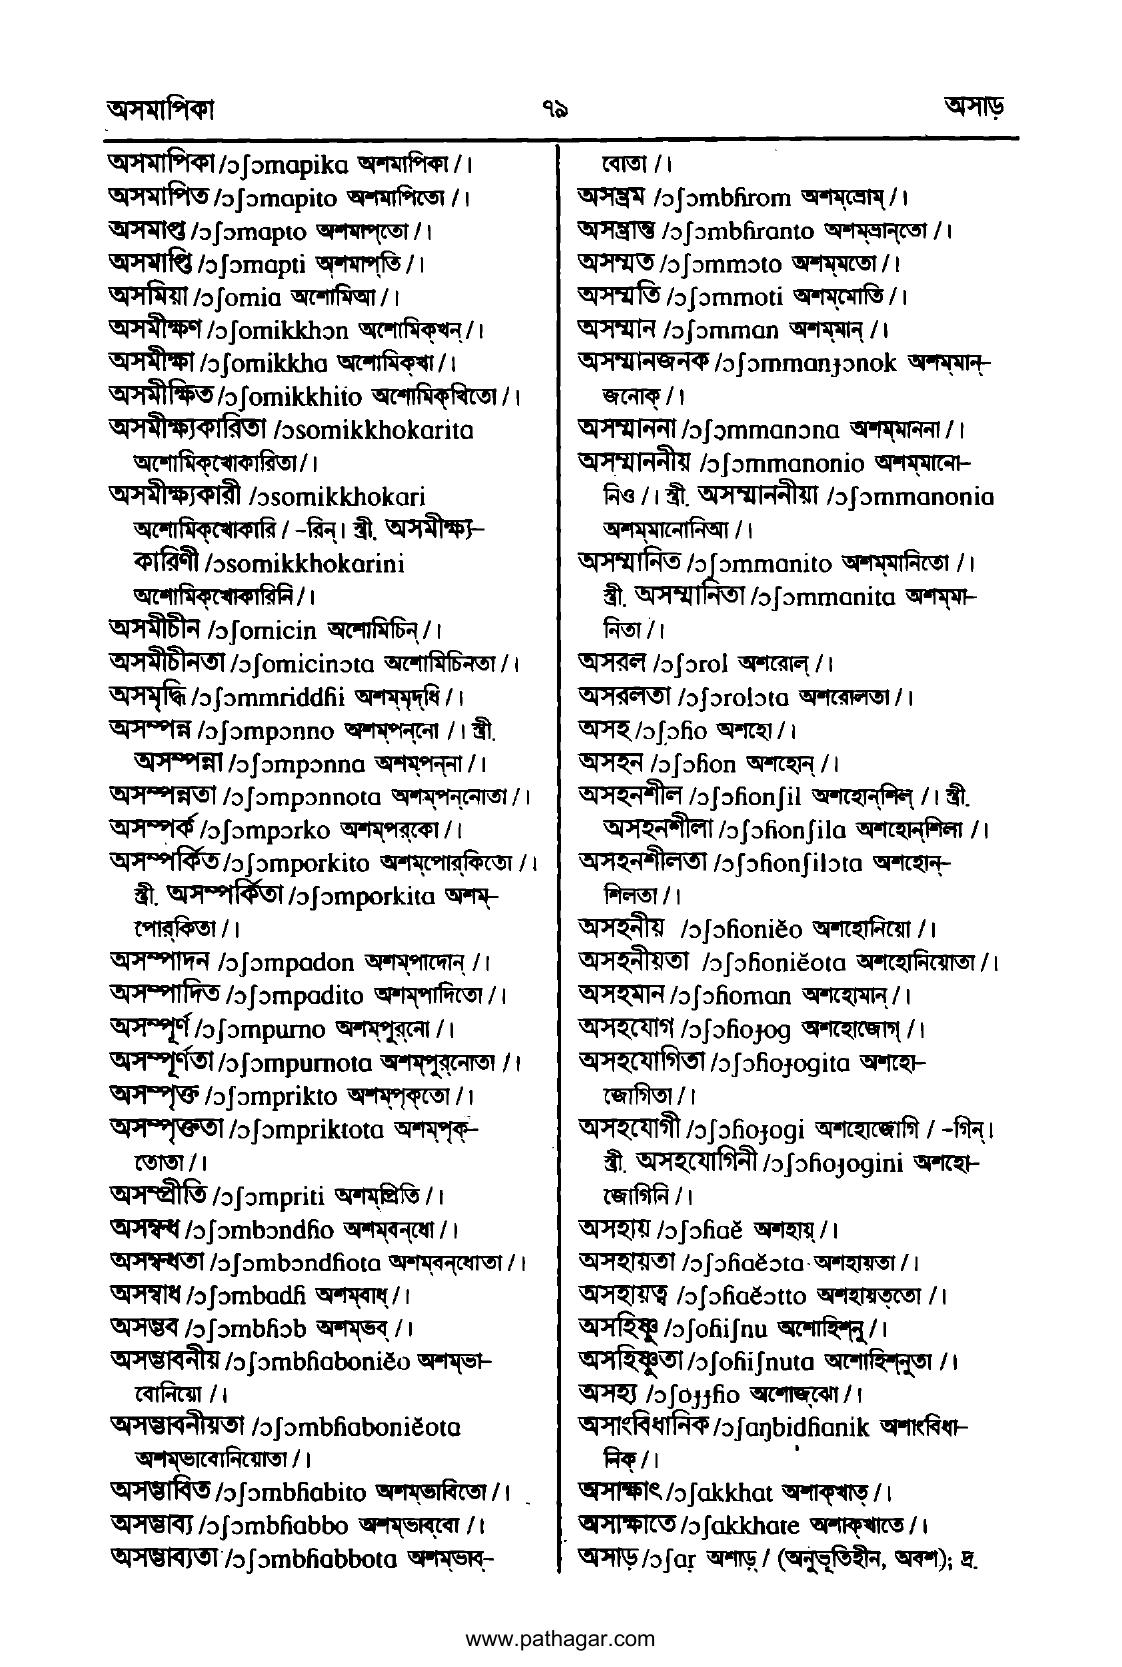 অসমাপিকা ৭৯ অসাড়
অসমাপিকা /ɔʃɔmapika অশমাপিকা /।
অসমাপিত /ɔʃɔmapito অশমাপিতো /।
অসমাপ্ত /ɔʃɔmapto অশমাপ্‌তো /।
অসমাপ্তি /ɔʃɔmapti অশমাপ্‌তি /।
অসমিয়া /ɔʃomia অশোমিআ /।
অসমীক্ষণ /ɔʃomikkhɔn অশোমিক্‌খন্ /।
অসমীক্ষা /ɔʃomikkha অশোমিক্‌খা /।
অসমীক্ষিত /ɔʃomikkhito অশোমিক্‌খিতো /।
অসমীক্ষ্যকারিতা /ɔsomikkhokarita
অশোমিক্‌খোকারিতা /।
অসমীক্ষ্যকারী /ɔsomikkhokari
অশোমিক্‌খোকারি / -রিন্। স্ত্রী. অসমীক্ষ্য–
কারিণী /ɔsomikkhokarini
অশোমিক্‌খোকারিনি /।
অসমীচীন /ɔʃomicin অশোমিচিন্ /।
অসমীচীনতা /ɔʃomicinɔta অশোমিচিনতা /।
অসমৃদ্ধি /ɔʃɔmmriddɦii অশম্‌মৃদ্‌ধি /।
অসম্পন্ন /ɔʃɔmpɔnno অশম্‌পন্‌নো /। স্ত্রী.
অসম্পন্না /ɔʃɔmpɔnna অশম্‌পন্‌না /।
অসম্পন্নতা /ɔʃɔmpɔnnota অশম্‌পন্‌নোতা /।
অসম্পর্ক /ɔʃɔmpɔrko অশম্‌পর্‌কো /।
অসম্পর্কিত /ɔʃɔmporkito অশম্‌পোর্‌কিতো /।
স্ত্রী. অসম্পর্কিতা /ɔʃɔmporkita অশম্‌–
পোর্‌কিতা /।
অসম্পাদন /ɔʃɔmpadon অশম্‌পাদোন্ /।
অসম্পাদিত /ɔʃɔmpadito অশম্‌পাদিতো /।
অসম্পূর্ণ /ɔʃɔmpurno অশম্‌পুর্‌নো /।
অসম্পূর্ণতা /ɔʃɔmpurnota অশম্‌পুর্‌নোতা /।
অসম্পৃক্ত /ɔʃɔmprikto অশম্‌পৃক্‌তো /।
অসম্পৃক্ততা /ɔʃɔmpriktota অশম্‌পৃক্‌–
তোতা /।
অসম্প্রীতি /ɔʃɔmpriti অশম্‌প্রিতি /।
অসম্বন্ধ /ɔʃɔmbɔndɦo অশম্‌বন্‌ধো /।
অসম্বন্ধতা /ɔʃɔmbɔndɦota অশম্‌বন্‌ধোতা /।
অসম্বাধ /ɔʃɔmbadɦ অশম্‌বাধ্ /।
অসম্ভব /ɔʃɔmbɦɔb অশম্‌ভব্ /।
অসম্ভাবনীয় /ɔʃɔmbɦaboniĕo অশম্‌ভা–
বোনিয়ো /।
অসম্ভাবনীয়তা /ɔʃɔmbɦaboniĕota
অশম্‌ভাবোনিয়োতা /।
অসম্ভাবিত /ɔʃɔmbɦabito অশম্‌ভাবিতো /।
অসম্ভাব্য /ɔʃɔmbɦabbo অশম্‌ভাব্‌বো /।
অসম্ভাব্যতা /ɔʃɔmbɦabbota অশম্‌ভাব্‌–
বোতা /।
অসম্ভ্রম /ɔʃɔmbɦrom অশম্‌ভ্রোম্ /।
অসম্ভ্রান্ত /ɔʃɔmbɦranto অশম্‌ভ্রান্‌তো /।
অসম্মত /ɔʃɔmmɔto অশম্‌মতো /।
অসম্মতি /ɔʃɔmmoti অশম্‌মোতি /।
অসম্মান /ɔʃɔmman অশম্‌মান্ /।
অসম্মানজনক /ɔʃɔmmanɟɔnok অশম্‌মান্‌–
জনোক্ /।
অসম্মাননা /ɔʃɔmmanɔna অশম্‌মাননা /।
অসম্মাননীয় /ɔʃɔmmanonio অশম্‌মানো–
নিও /। স্ত্রী. অসম্মাননীয়া /ɔʃɔmmanonia
অশম্‌মানোনিআ /।
অসম্মানিত /ɔʃɔmmanito অশম্‌মানিতো /।
স্ত্রী. অসম্মানিতা /ɔʃɔmmanita অশম্‌মা–
নিতা /।
অসরল /ɔʃɔrol অশরোল্ /।
অসরলতা /ɔʃɔrolɔta অশরোলতা /।
অসহ /ɔʃɔɦo অশহো /।
অসহন /ɔʃɔɦon অশহোন্ /।
অসহনশীল /ɔʃɔɦonʃil অশহোন্‌শিল্ /। স্ত্রী.
অসহনশীলা /ɔʃɔɦonʃila অশহোন্‌শিলা /।
অসহনশীলতা /ɔʃɔɦonʃilɔta অশহোন্‌–
শিলতা /।
অসহনীয় /ɔʃɔɦoniĕo অশহোনিয়ো /।
অসহনীয়তা /ɔʃɔɦoniĕota অশহোনিয়োতা /।
অসহমান /ɔʃɔɦoman অশহোমান্ /।
অসহযোগ /ɔʃɔɦoɟog অশহোজোগ্ /।
অসহযোগিতা /ɔʃɔɦoɟogita অশহো–
জোগিতা /।
অসহযোগী /ɔʃɔɦoɟogi অশহোজোগি / -গিন্।
স্ত্রী. অসহযোগিনী /ɔʃɔɦoɟogini অশহো–
জোগিনি /।
অসহায় /ɔʃɔɦaĕ অশহায়্ /।
অসহায়তা /ɔʃɔɦaĕɔta অশহায়তা /।
অসহায়ত্ব /ɔʃɔɦaĕɔtto অশহায়ত্‌তো /।
অসহিষ্ণু /ɔʃoɦiʃnu অশোহিশ্‌নু /।
অসহিষ্ণুতা /ɔʃoɦiʃnuta অশোহিশ্‌নুতা /।
অসহ্য /ɔʃoɟɟɦo অশোজ্‌ঝো /।
অসাংবিধানিক /ɔʃaŋbidɦanik অশাংবিধা–
নিক্ /।
অসাক্ষাৎ /ɔʃakkhat অশাক্‌খাত্ /।
অসাক্ষাতে /ɔʃakkhate অশাক্‌খাতে /।
অসাড় /ɔʃaṛ অশাড়্ / (অনুভূতিহীন, অবশ); দ্র.
www.pathagar.com